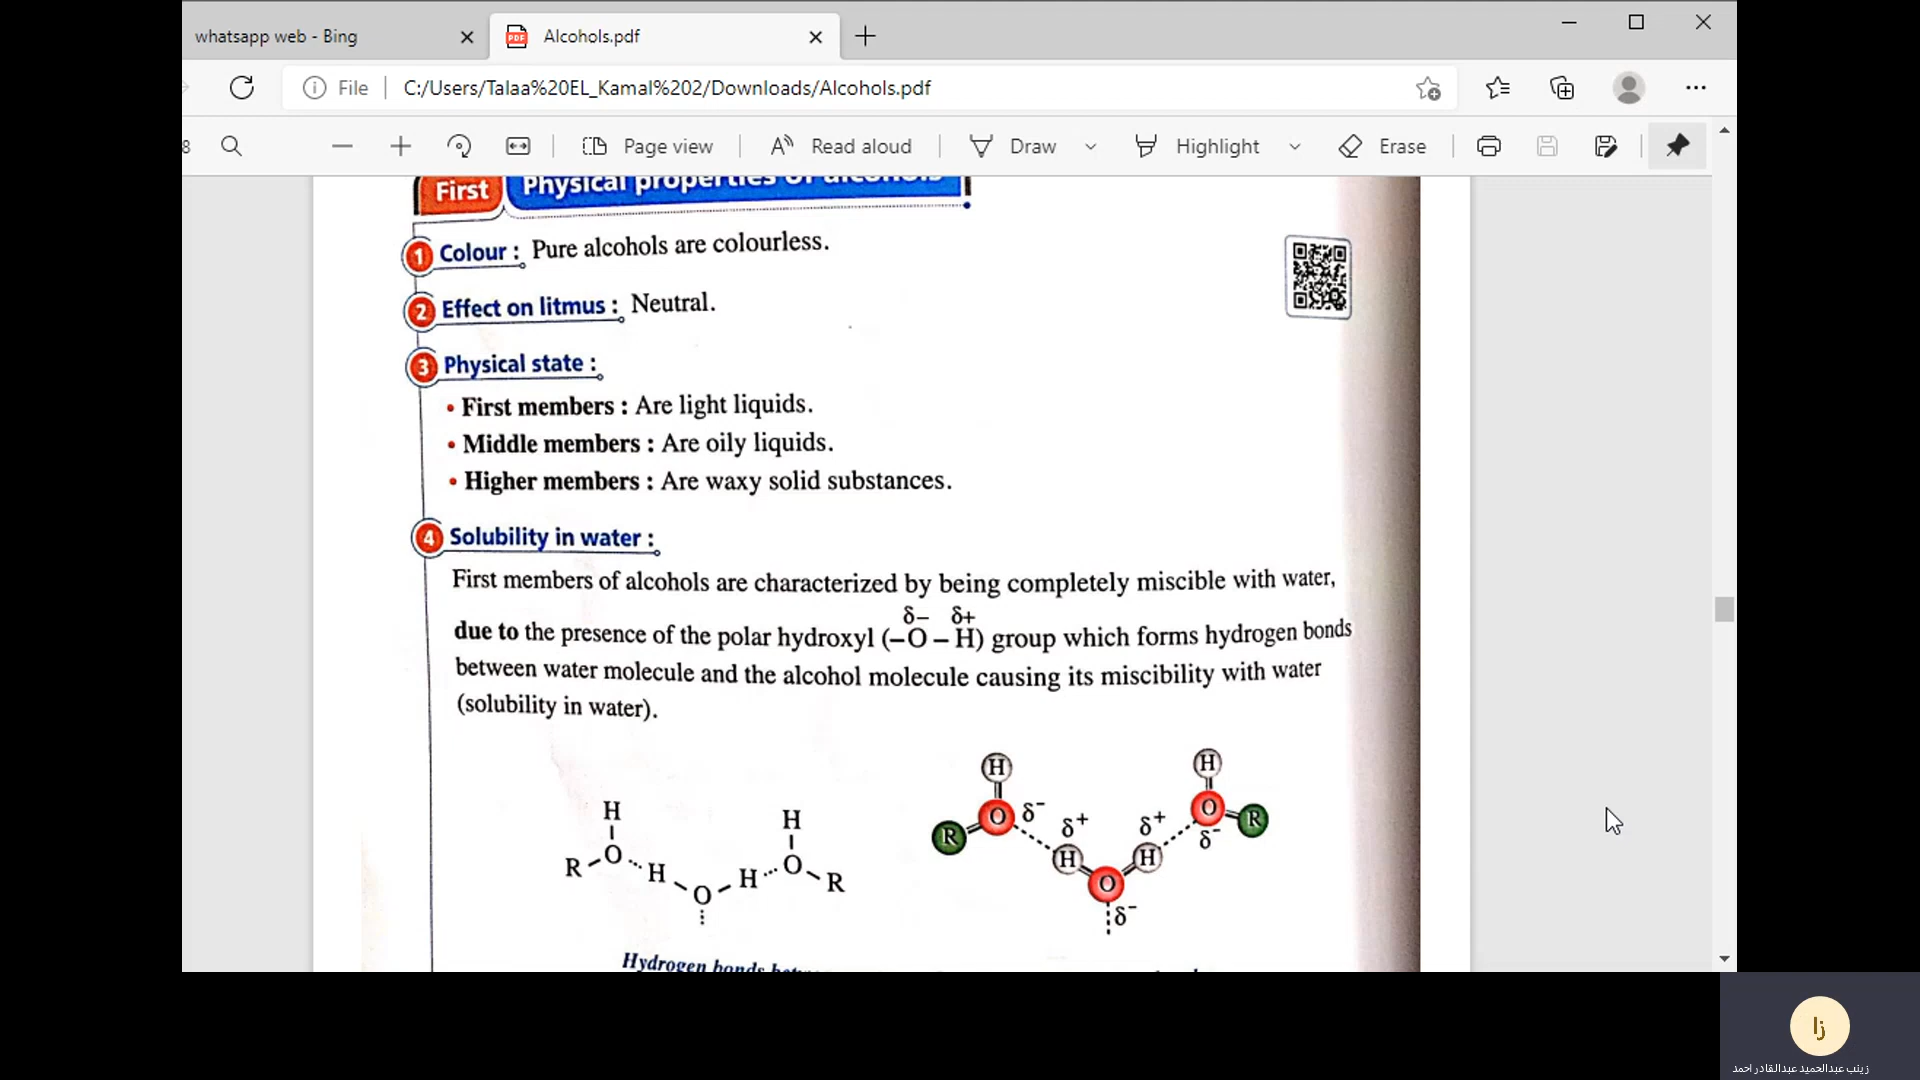 whatsapp web - Bing
Alcohols.pdf
File
C:/Users/Talaa%20EL_Kamal%202/Downloads/Alcohols.pdf
8
Page view
Read aloud
Draw
Highlight
Erase
First
Physical properties of alcohols
1 Colour : Pure alcohols are colourless.
2 Effect on litmus : Neutral.
3 Physical state :
• First members : Are light liquids.
• Middle members : Are oily liquids.
• Higher members : Are waxy solid substances.
4 Solubility in water :
First members of alcohols are characterized by being completely miscible with water,
δ– δ+
due to the presence of the polar hydroxyl (–O – H) group which forms hydrogen bonds
between water molecule and the alcohol molecule causing its miscibility with water
(solubility in water).
H H
R O H O H O R
H H
R O δ- δ+ δ+ O R
δ-
H H
O
δ-
Hydrogen bonds
زا
زينب عبدالحميد عبدالقادر احمد